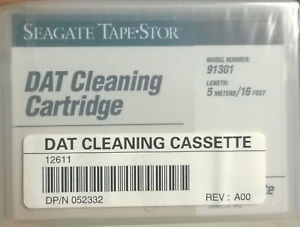 SEAGATE TAPE•STOR
MODEL NUMBER:
91301
LENGTH:
5 METERS/16 FEET
DAT Cleaning
Cartridge
DAT CLEANING CASSETTE
12611
DP/N 052332
REV: A00